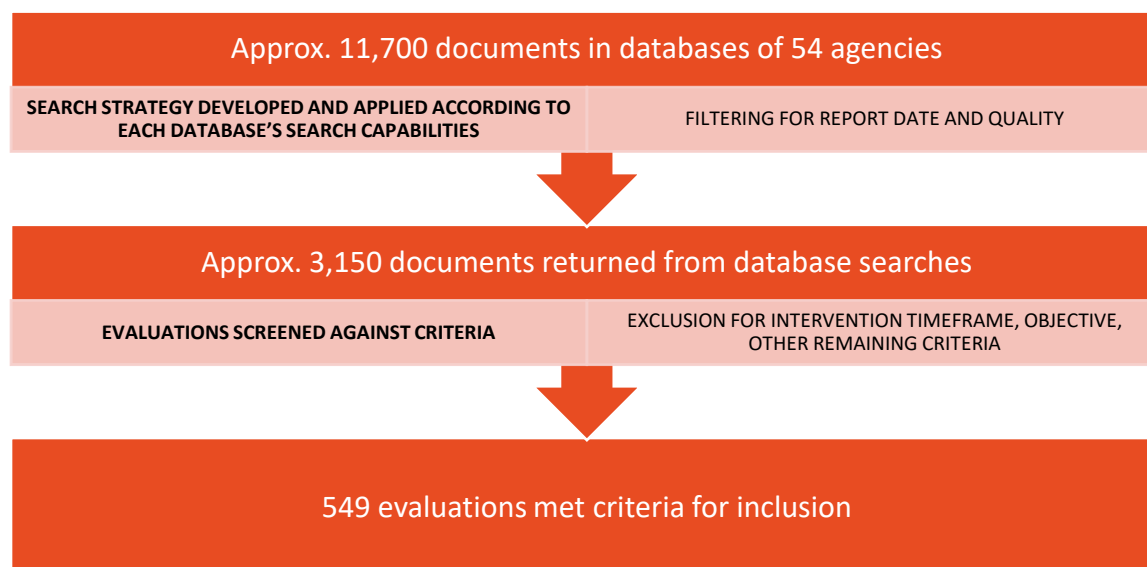 Approx. 11,700 documents in databases of 54 agencies
SEARCH STRATEGY DEVELOPED AND APPLIED ACCORDING TO
EACH DATABASE’S SEARCH CAPABILITIES
FILTERING FOR REPORT DATE AND QUALITY
Approx. 3,150 documents returned from database searches
EVALUATIONS SCREENED AGAINST CRITERIA
EXCLUSION FOR INTERVENTION TIMEFRAME, OBJECTIVE,
OTHER REMAINING CRITERIA
549 evaluations met criteria for inclusion